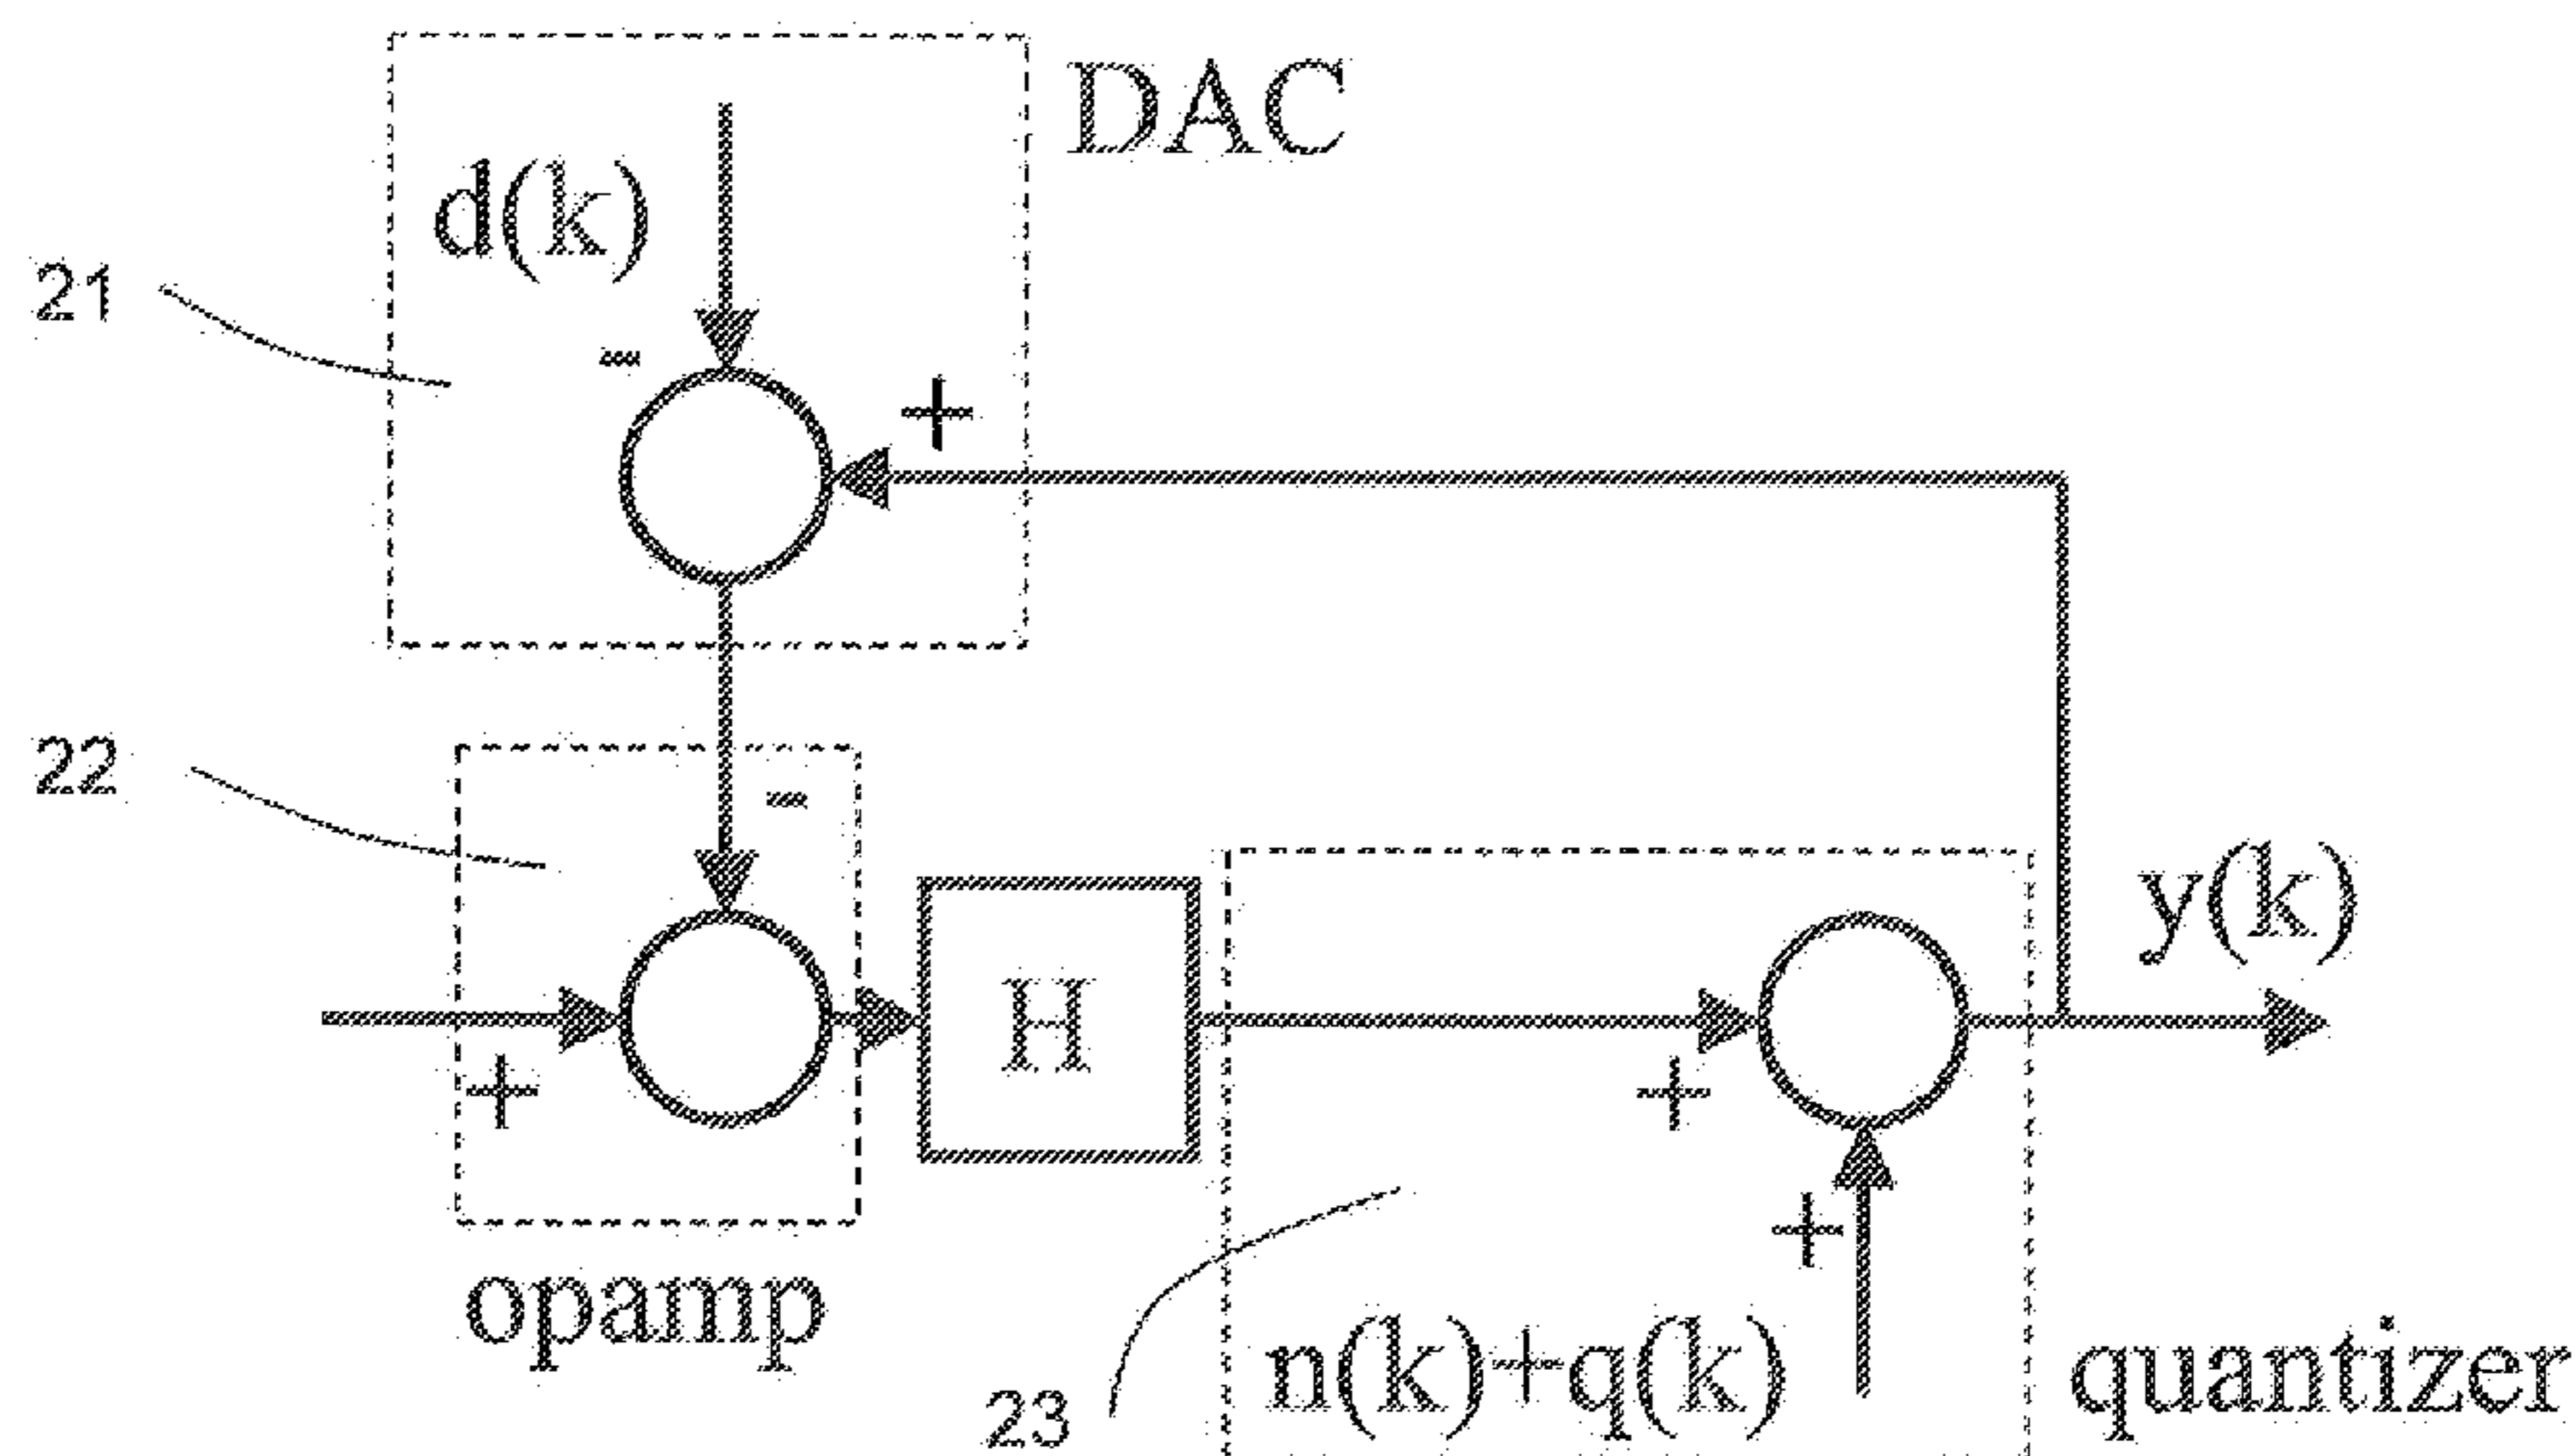 DAC
d(k)
21
-
+
22
-
y(k)
H
+
+
+
opamp
n(k)+q(k)
quantizer
23